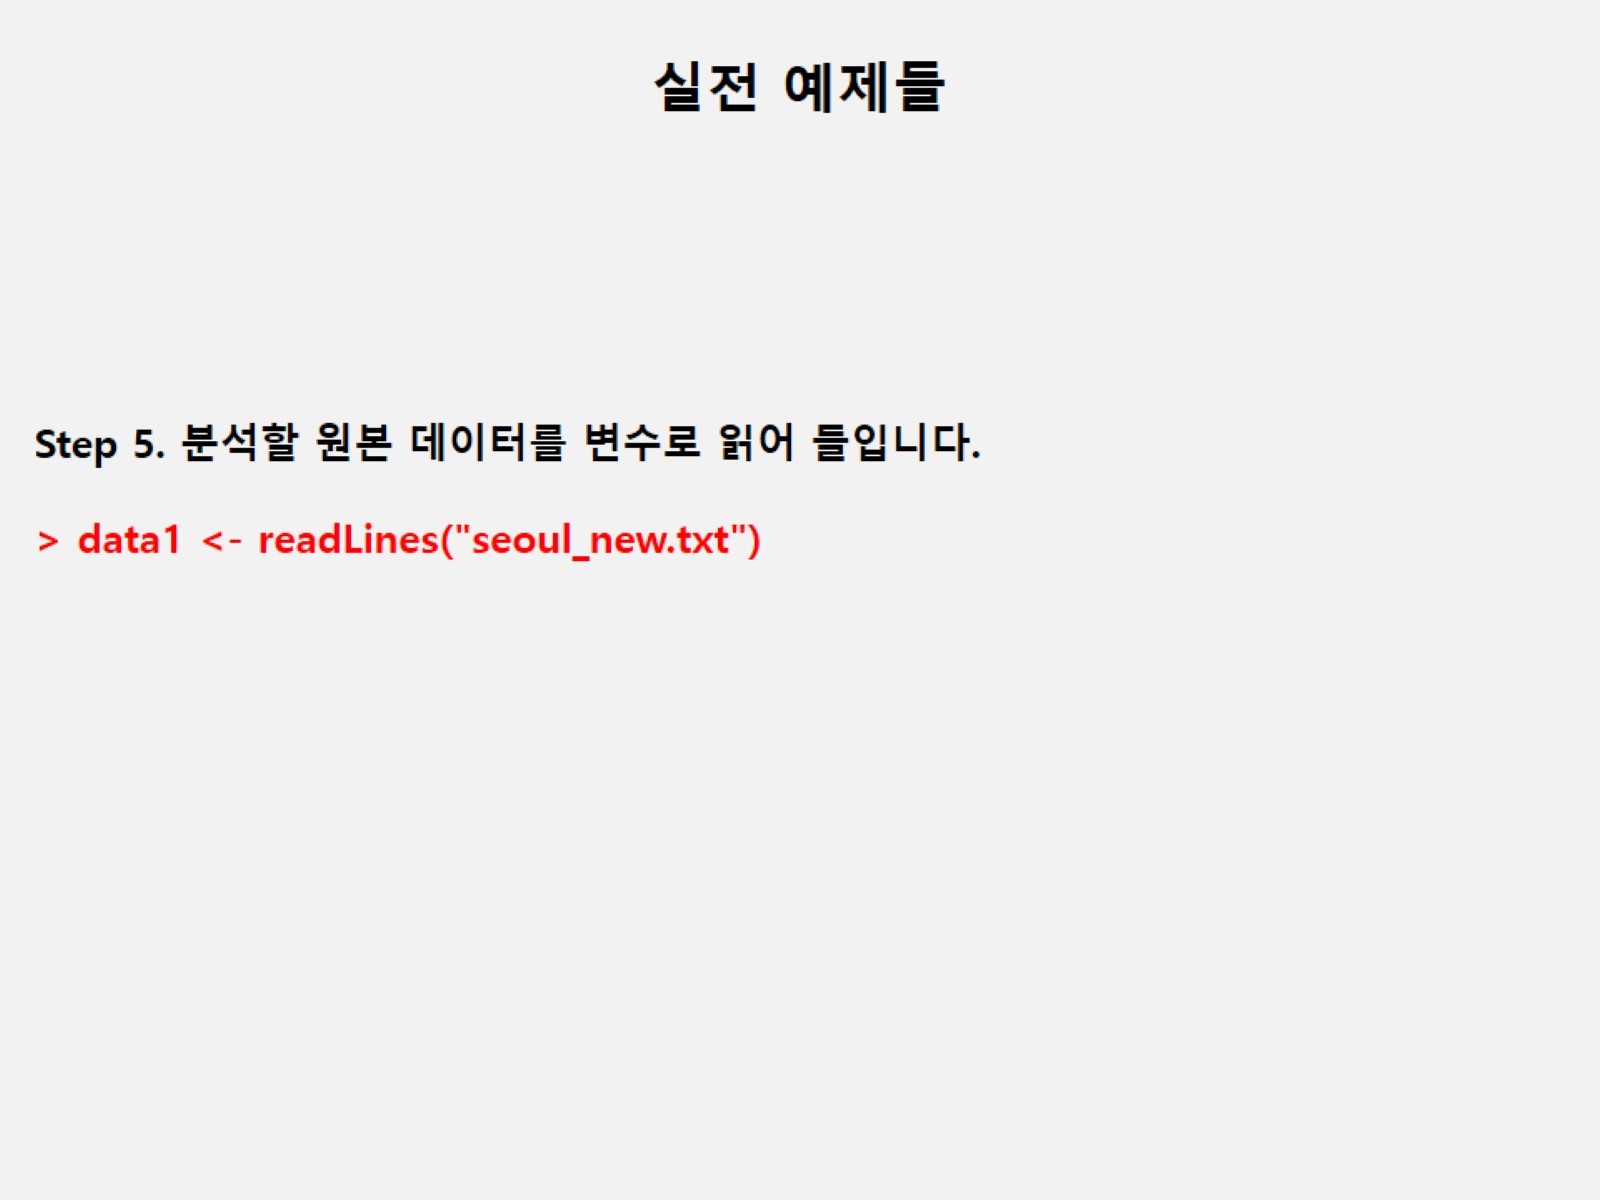 실전 예제들
Step 5. 분석할 원본 데이터를 변수로 읽어 들입니다.
> data1 <- readLines("seoul_new.txt")